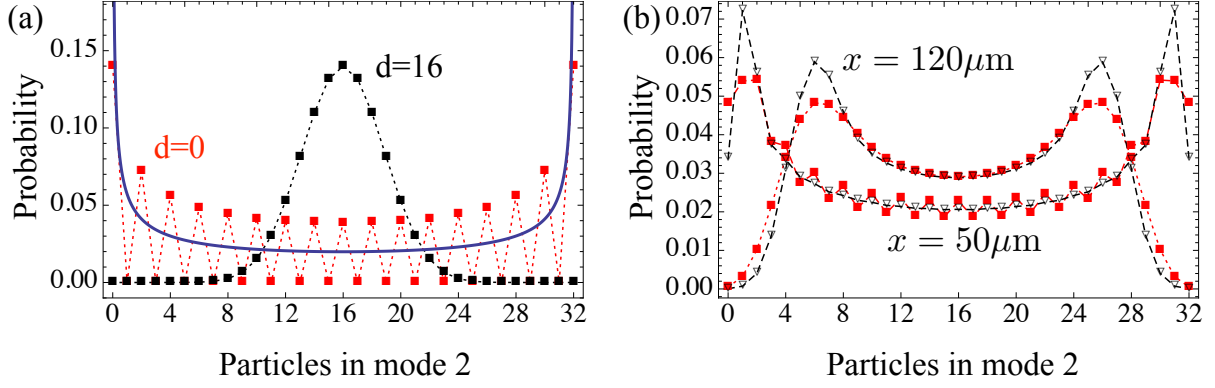 (a)
0.15
0.10
0.05
0.00
Probability
d=16
d=0
0 4 8 12 16 20 24 28 32
Particles in mode 2
(b)
0.07
0.06
0.05
0.04
0.03
0.02
0.01
0.00
Probability
x = 120μm
x = 50μm
0 4 8 12 16 20 24 28 32
Particles in mode 2